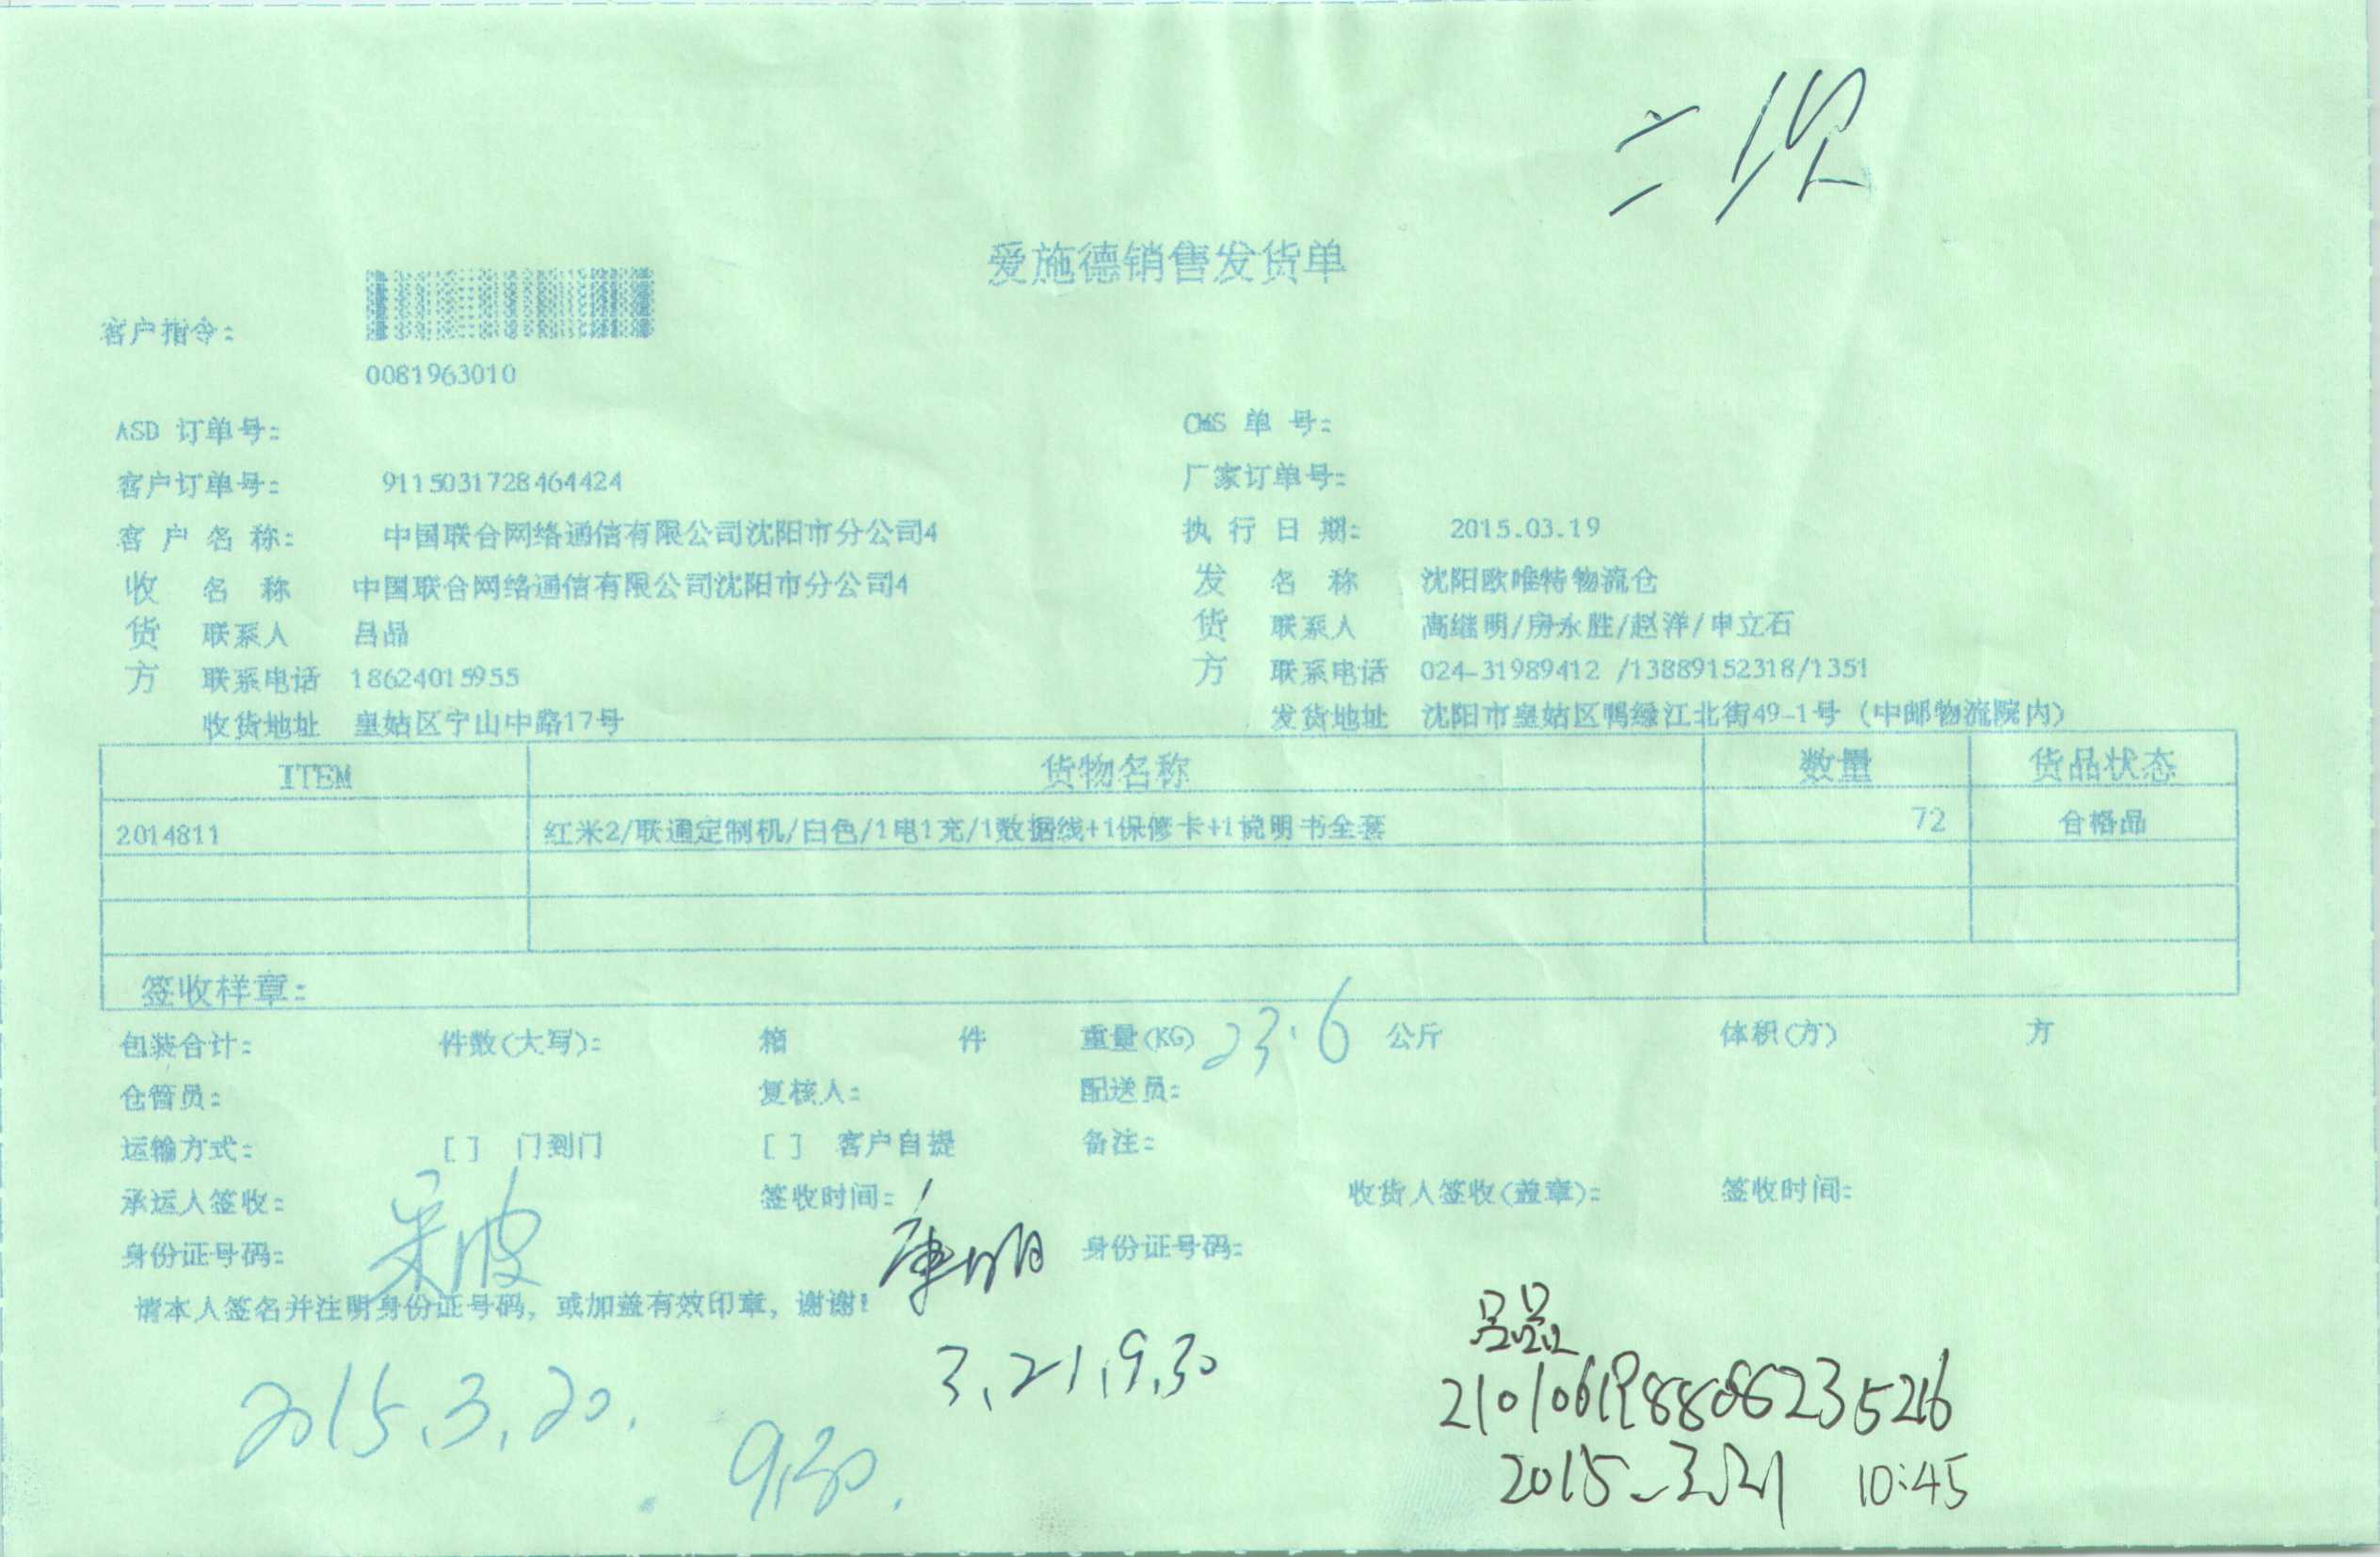 爱施德销售发货单
客户指令:
0081963010
ASD 订单号: CMS 单 号:
客户订单号: 9115031728464424 厂家订单号:
客 户 名 称: 中国联合网络通信有限公司沈阳市分公司4 执 行 日 期: 2015.03.19
收 名 称 中国联合网络通信有限公司沈阳市分公司4 发 名 称 沈阳欧唯特物流仓
货 联系人 吕品 货 联系人 高继明/房永胜/赵洋/申立石
方 联系电话 18624015955 方 联系电话 024-31989412 /13889152318/1351
收货地址 皇姑区宁山中路17号 发货地址 沈阳市皇姑区鸭绿江北街49-1号 (中邮物流院内)
ITEM 货物名称 数量 货品状态
2014811 红米2/联通定制机/白色/1电1充/1数据线+1保修卡+1说明书全套 72 合格品
签收样章:
包装合计: 件数(大写): 箱 件 重量(KG) 23.6 公斤 体积(方) 方
仓管员: 复核人: 配送员:
运输方式: [ ] 门到门 [ ] 客户自提 备注:
承运人签收: 签收时间: 收货人签收(盖章): 签收时间:
身份证号码: 身份证号码:
请本人签名并注明身份证号码, 或加盖有效印章, 谢谢!
3.21.9.30
2015.3.20.
9.30.
210106198806235216
2015-3.21 10:45